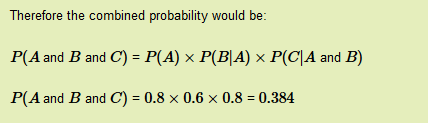 Therefore the combined probability would be:
P(A and B and C) = P(A) × P(B|A) × P(C|A and B)
P(A and B and C) = 0.8 × 0.6 × 0.8 = 0.384